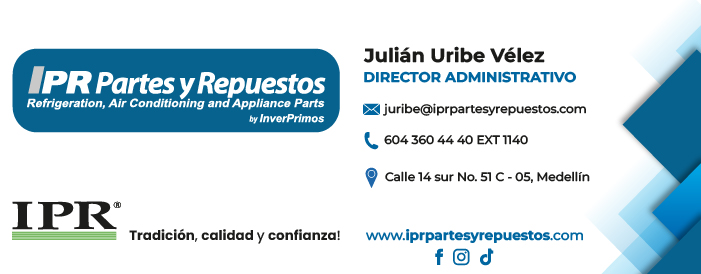 IPR Partes y Repuestos
Refrigeration, Air Conditioning and Appliance Parts
by InverPrimos
IPR®
Tradición, calidad y confianza!
Julián Uribe Vélez
DIRECTOR ADMINISTRATIVO
juribe@iprpartesyrepuestos.com
604 360 44 40 EXT 1140
Calle 14 sur No. 51 C - 05, Medellín
www.iprpartesyrepuestos.com